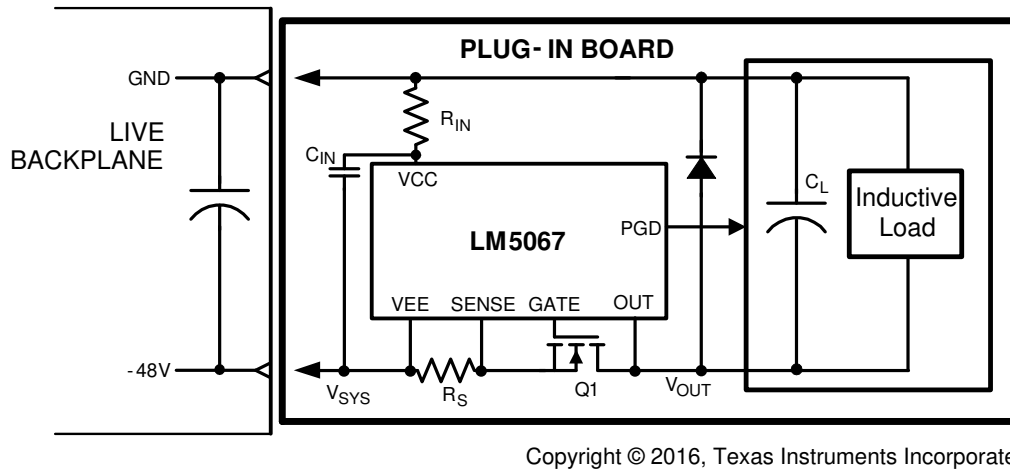 PLUG- IN BOARD
GND
LIVE
BACKPLANE
RIN
CIN
VCC
LM5067
PGD
CL
Inductive
Load
VEE
SENSE
GATE
OUT
-48V
VSYS
RS
Q1
VOUT
Copyright © 2016, Texas Instruments Incorporate